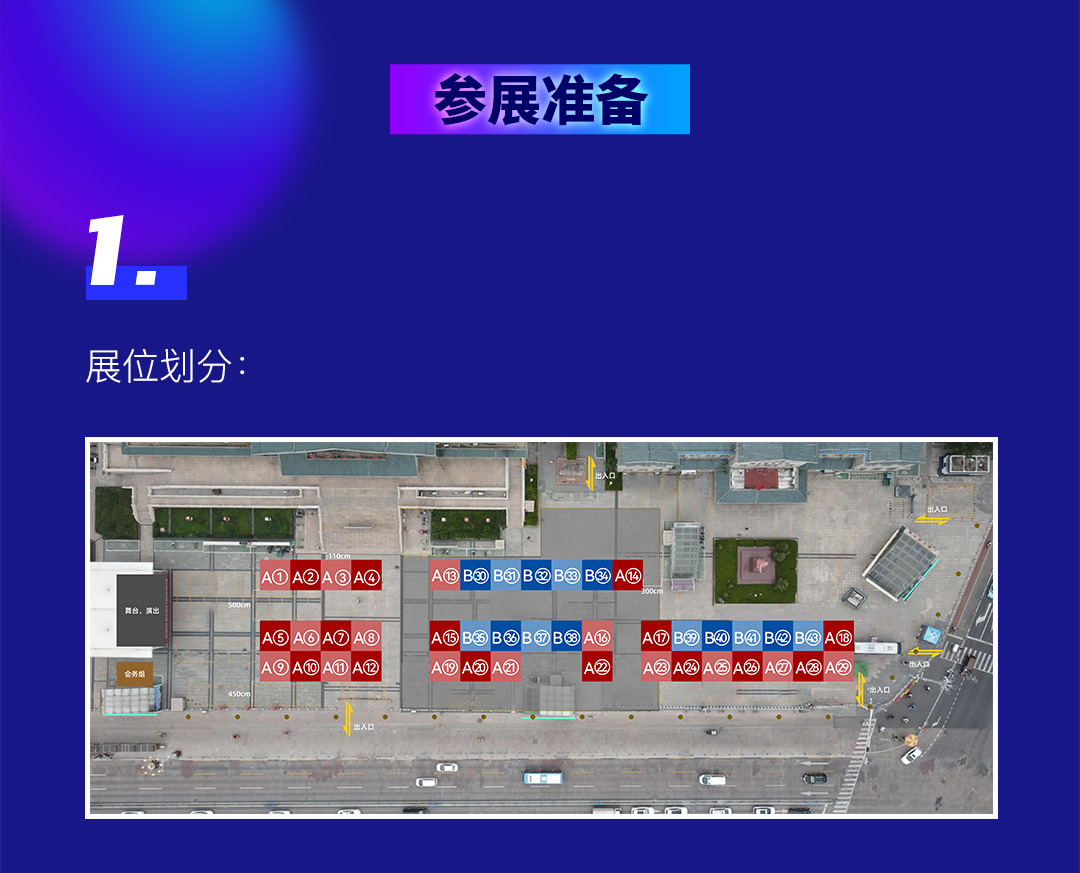 参展准备
1.
展位划分：
出入口
出入口
110cm
A① A② A③ A④
A⑬ B㉚ B㉛ B㉜ B㉝ B㉞ A⑭
300cm
500cm
舞台、演出
A⑤ A⑥ A⑦ A⑧
A⑮ B㉟ B㊱ B㊲ B㊳ A⑯
A⑰ B㊴ B㊵ B㊶ B㊷ B㊸ A⑱
A⑨ A⑩ A⑪ A⑫
A⑲ A⑳ A㉑ A㉒
A㉓ A㉔ A㉕ A㉖ A㉗ A㉘ A㉙
出入口
会务组
450cm
出入口
出入口